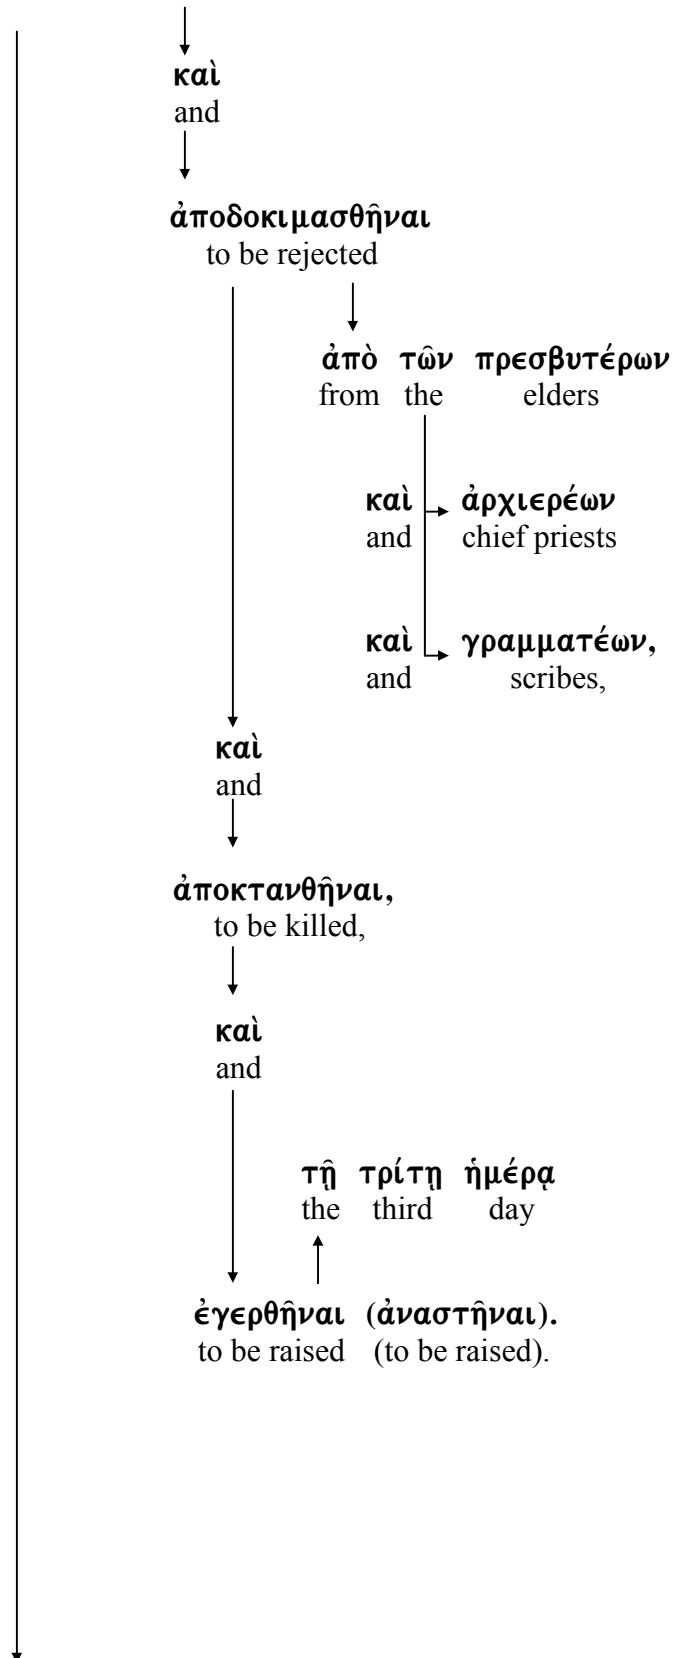 καὶ
and
ἀποδοκιμασθῆναι
to be rejected
ἀπὸ τῶν πρεσβυτέρων
from the elders
καὶ ἀρχιερέων
and chief priests
καὶ γραμματέων,
and scribes,
καὶ
and
ἀποκτανθῆναι,
to be killed,
καὶ
and
τῇ τρίτῃ ἡμέρᾳ
the third day
ἐγερθῆναι (ἀναστῆναι).
to be raised (to be raised).